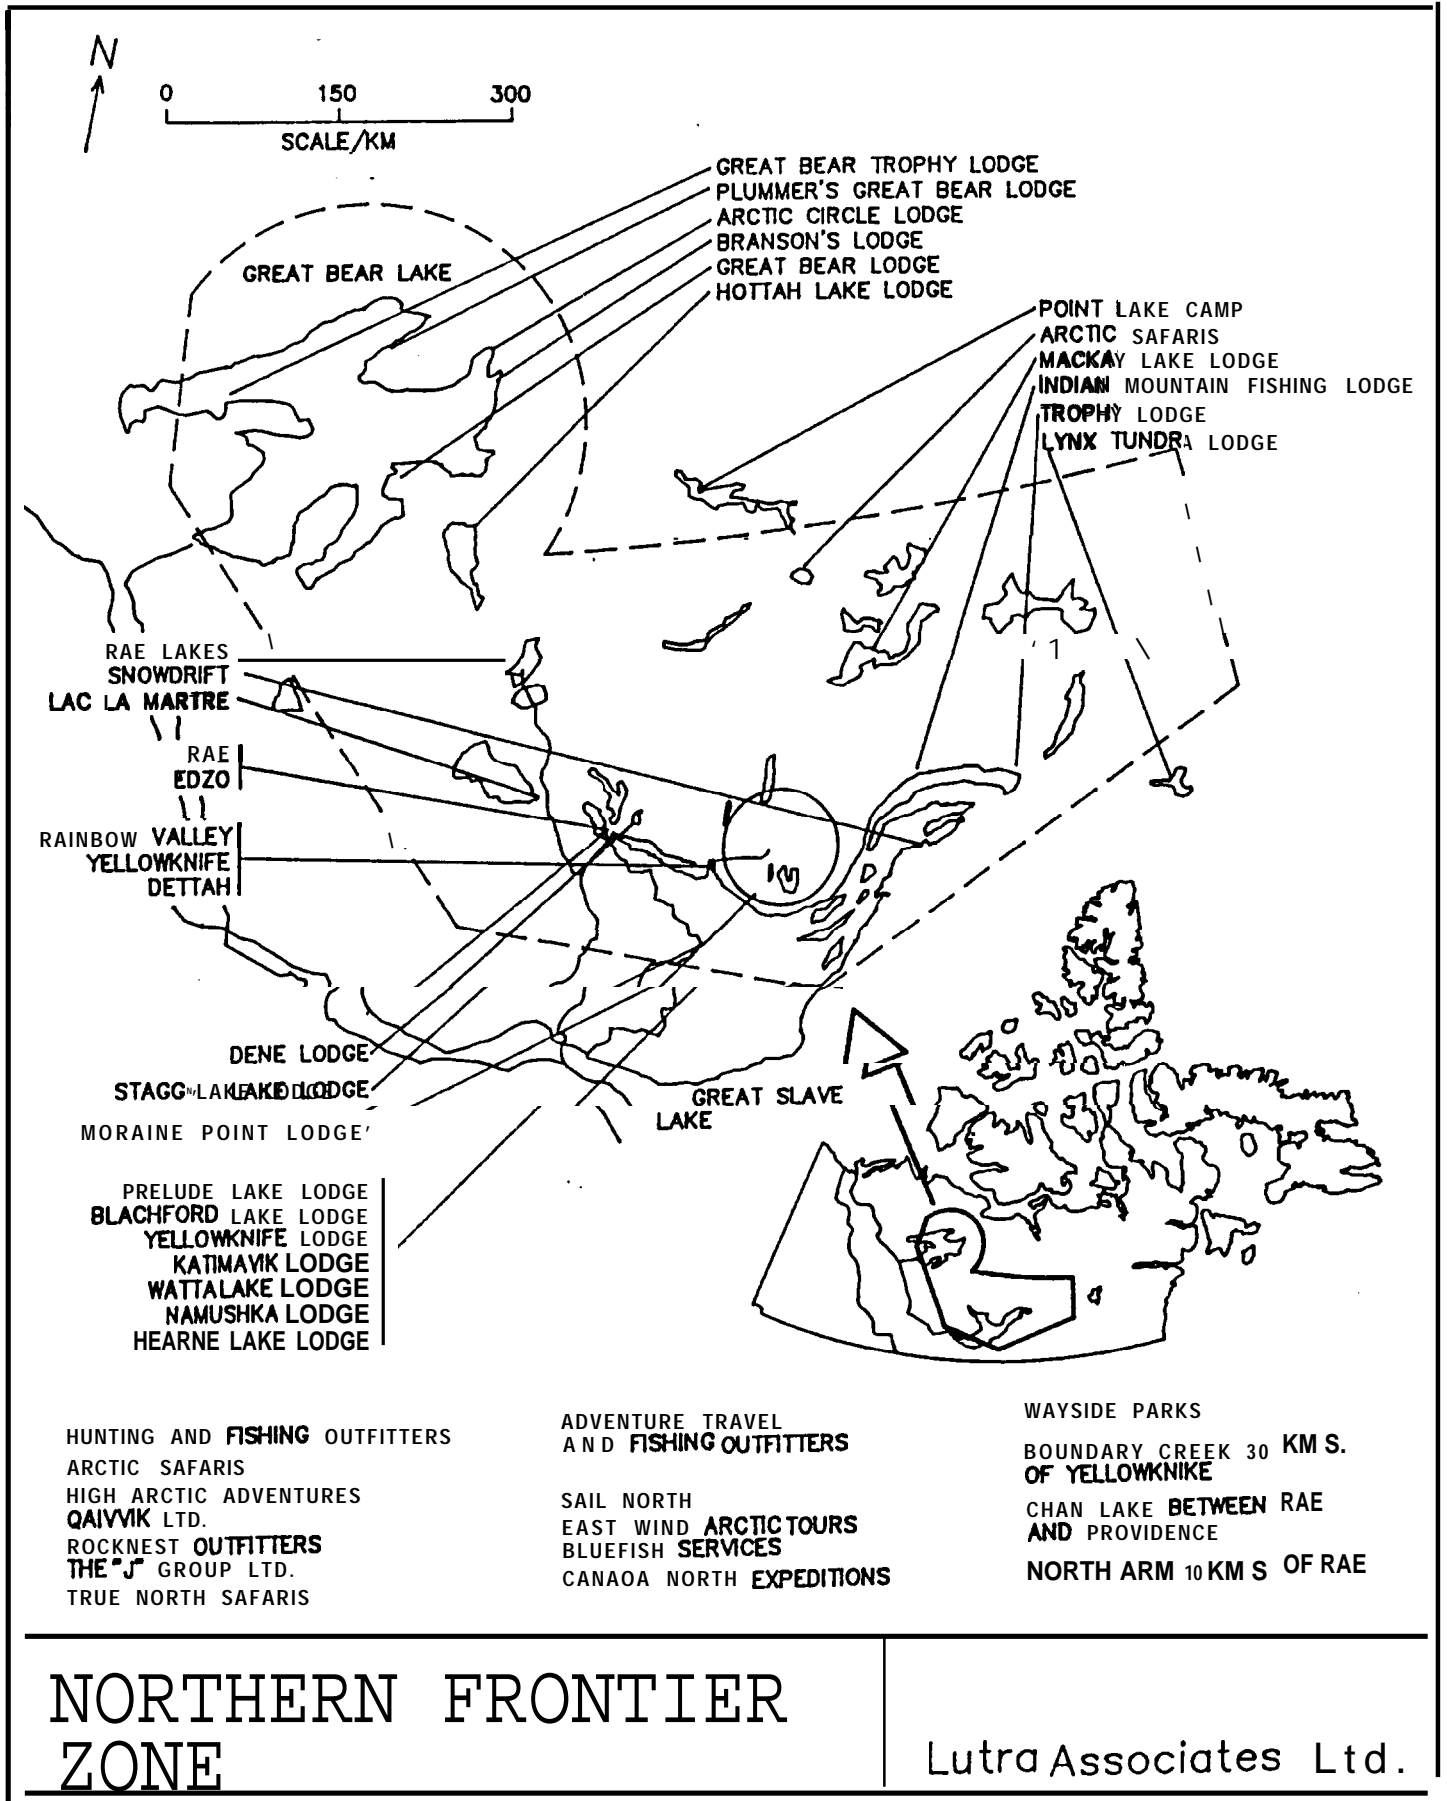 N
0 150 300
SCALE/KM
GREAT BEAR TROPHY LODGE
PLUMMER'S GREAT BEAR LODGE
ARCTIC CIRCLE LODGE
BRANSON'S LODGE
GREAT BEAR LODGE
HOTTAH LAKE LODGE
GREAT BEAR LAKE
POINT LAKE CAMP
ARCTIC SAFARIS
MACKAY LAKE LODGE
INDIAN MOUNTAIN FISHING LODGE
TROPHY LODGE
LYNX TUNDRA LODGE
RAE LAKES
SNOWDRIFT
LAC LA MARTRE
RAE
EDZO
RAINBOW VALLEY
YELLOWKNIFE
DETTAH
DENE LODGE
STAGG LAKE LODGE
MORAINE POINT LODGE
GREAT SLAVE
LAKE
PRELUDE LAKE LODGE
BLACHFORD LAKE LODGE
YELLOWKNIFE LODGE
KATIMAVIK LODGE
WATTALAKE LODGE
NAMUSHKA LODGE
HEARNE LAKE LODGE
HUNTING AND FISHING OUTFITTERS
ARCTIC SAFARIS
HIGH ARCTIC ADVENTURES
QAIVVIK LTD.
ROCKNEST OUTFITTERS
THE "J" GROUP LTD.
TRUE NORTH SAFARIS
ADVENTURE TRAVEL
AND FISHING OUTFITTERS
SAIL NORTH
EAST WIND ARCTIC TOURS
BLUEFISH SERVICES
CANAOA NORTH EXPEDITIONS
WAYSIDE PARKS
BOUNDARY CREEK 30 KM S.
OF YELLOWKNIKE
CHAN LAKE BETWEEN RAE
AND PROVIDENCE
NORTH ARM 10 KM S OF RAE
NORTHERN FRONTIER
ZONE
Lutra Associates Ltd.